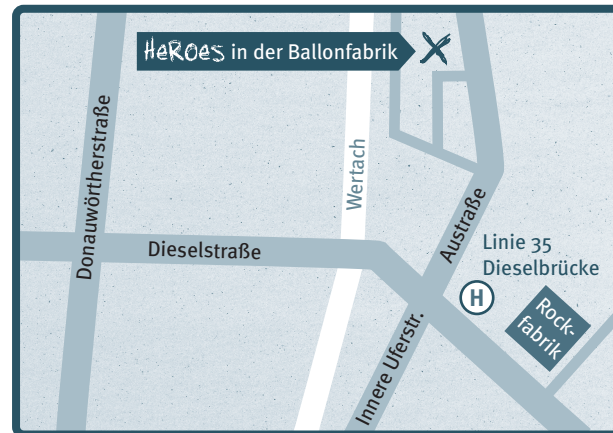 HeROes in der Ballonfabrik
Donauwörtherstraße
Wertach
Dieselstraße
Austraße
Linie 35
Dieselbrücke
H
Rock-
fabrik
Innere Uferstr.